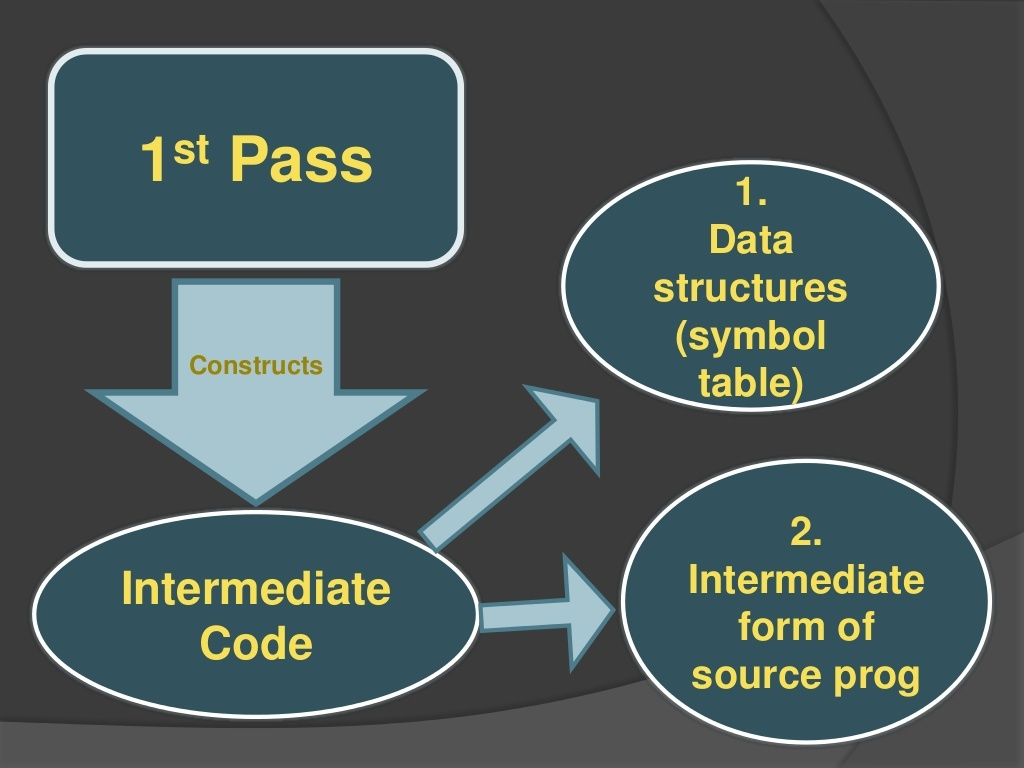 1st Pass
Constructs
Intermediate
Code
1.
Data
structures
(symbol
table)
2.
Intermediate
form of
source prog